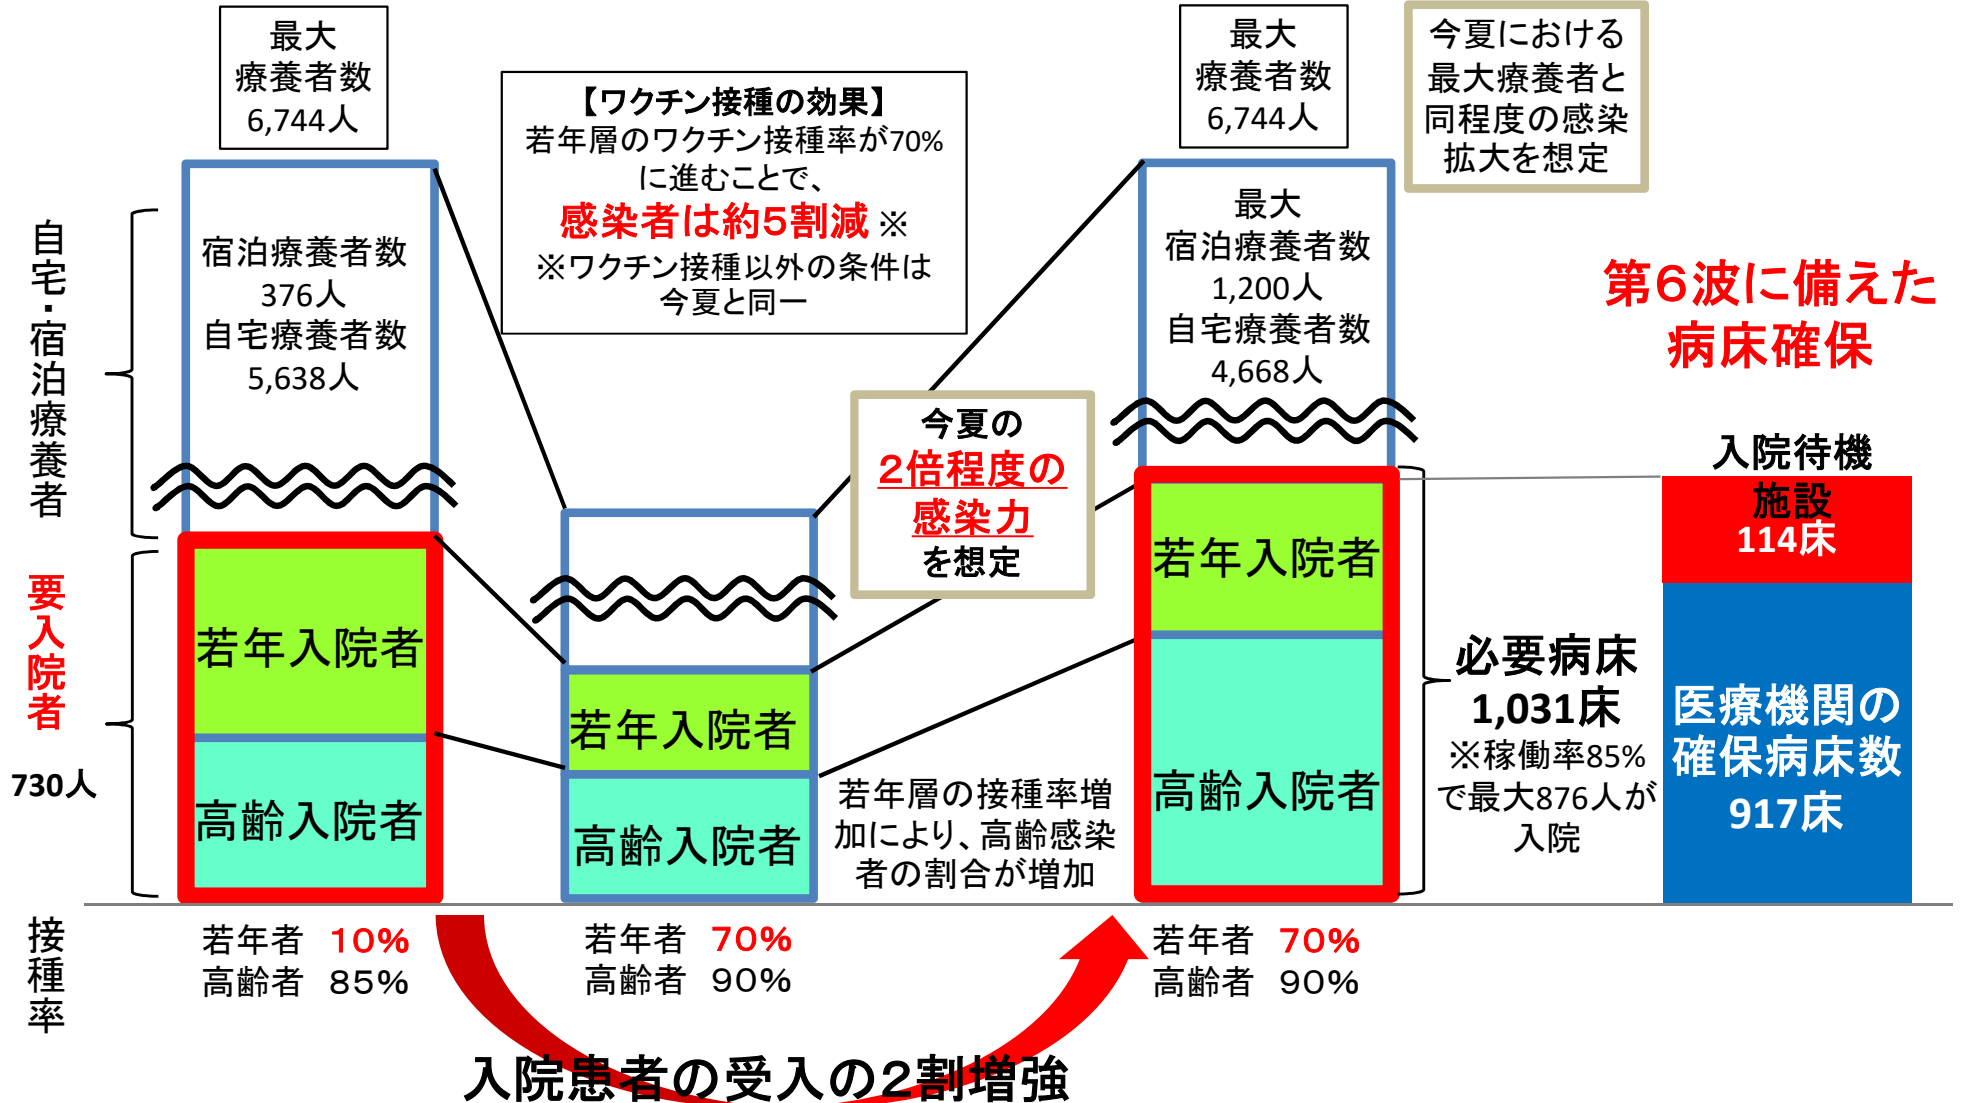 最大
療養者数
6,744人
【ワクチン接種の効果】
若年層のワクチン接種率が70%
に進むことで、
感染者は約5割減 ※
※ワクチン接種以外の条件は
今夏と同一
最大
療養者数
6,744人
今夏における
最大療養者と
同程度の感染
拡大を想定
自宅・宿泊療養者
宿泊療養者数
376人
自宅療養者数
5,638人
最大
宿泊療養者数
1,200人
自宅療養者数
4,668人
第6波に備えた
病床確保
今夏の
2倍程度の
感染力
を想定
入院待機
施設
114床
要入院者
730人
若年入院者
高齢入院者
若年入院者
高齢入院者
若年層の接種率増
加により、高齢感染
者の割合が増加
若年入院者
高齢入院者
必要病床
1,031床
※稼働率85%
で最大876人が
入院
医療機関の
確保病床数
917床
接種率
若年者 10%
高齢者 85%
若年者 70%
高齢者 90%
若年者 70%
高齢者 90%
入院患者の受入の2割増強